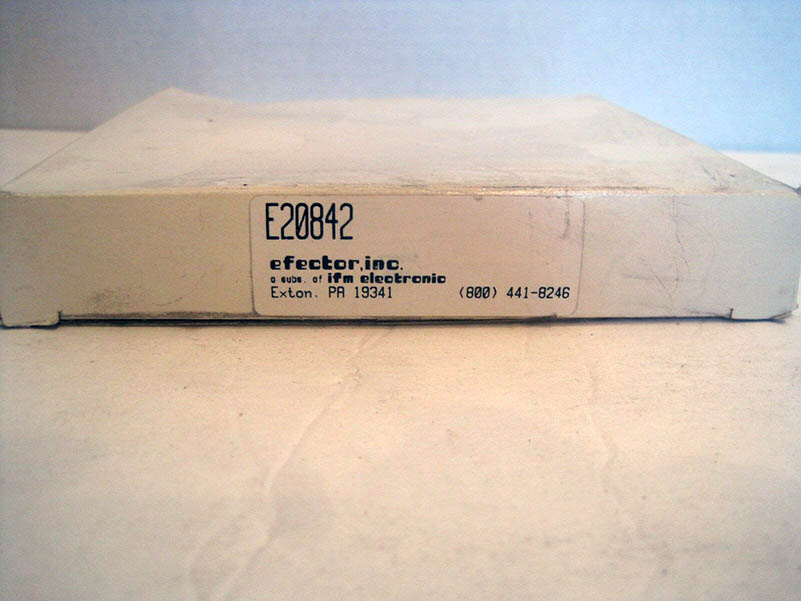 E20842
efector,inc.
a subs. of ifm electronic
Exton. PA 19341 (800) 441-8246